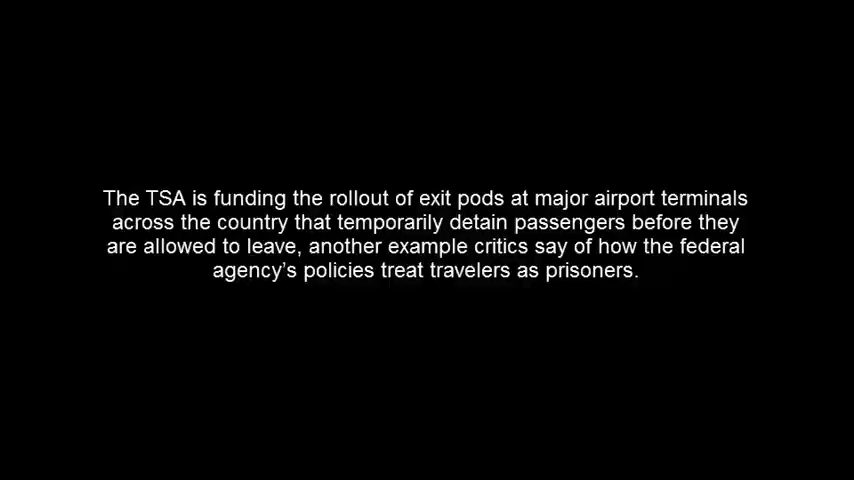 The TSA is funding the rollout of exit pods at major airport terminals
across the country that temporarily detain passengers before they
are allowed to leave, another example critics say of how the federal
agency’s policies treat travelers as prisoners.